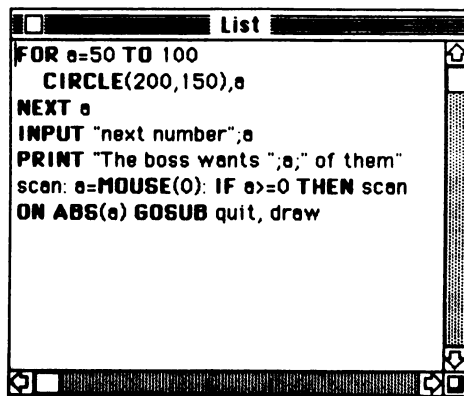 List
FOR a=50 TO 100
CIRCLE(200,150),a
NEXT a
INPUT "next number";a
PRINT "The boss wants ";a;" of them"
scan: a=MOUSE(0): IF a>=0 THEN scan
ON ABS(a) GOSUB quit, draw